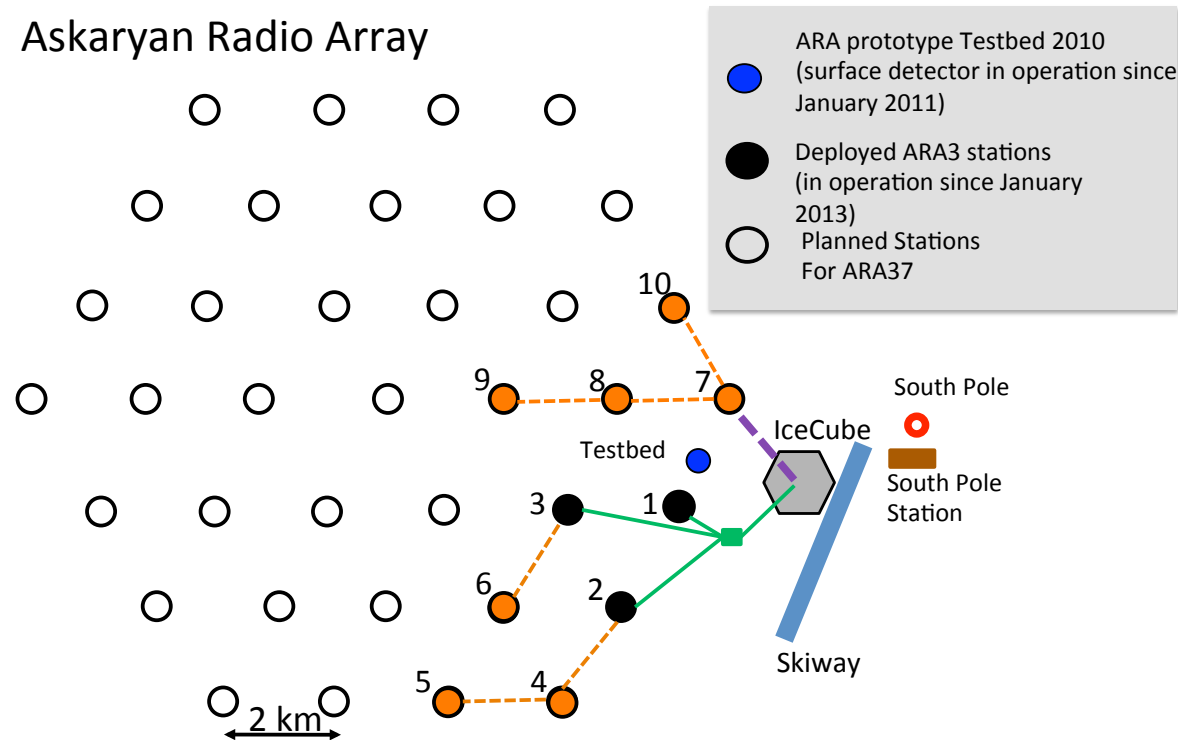 Askaryan Radio Array
ARA prototype Testbed 2010
(surface detector in operation since
January 2011)
Deployed ARA3 stations
(in operation since January
2013)
Planned Stations
For ARA37
10
9
8
7
South Pole
IceCube
Testbed
South Pole
Station
3
1
6
2
Skiway
5
4
2 km